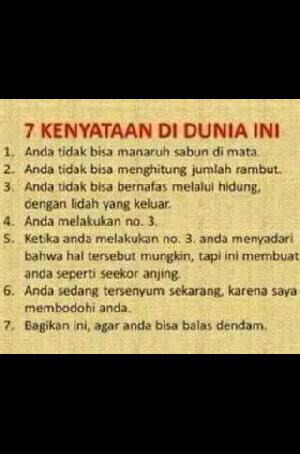 7 KENYATAAN DI DUNIA INI
1. Anda tidak bisa manaruh sabun di mata.
2. Anda tidak bisa menghitung jumlah rambut.
3. Anda tidak bisa bernafas melalui hidung,
dengan lidah yang keluar.
4. Anda melakukan no. 3.
5. Ketika anda melakukan no. 3. anda menyadari
bahwa hal tersebut mungkin, tapi ini membuat
anda seperti seekor anjing.
6. Anda sedang tersenyum sekarang, karena saya
membodohi anda.
7. Bagikan ini, agar anda bisa balas dendam.